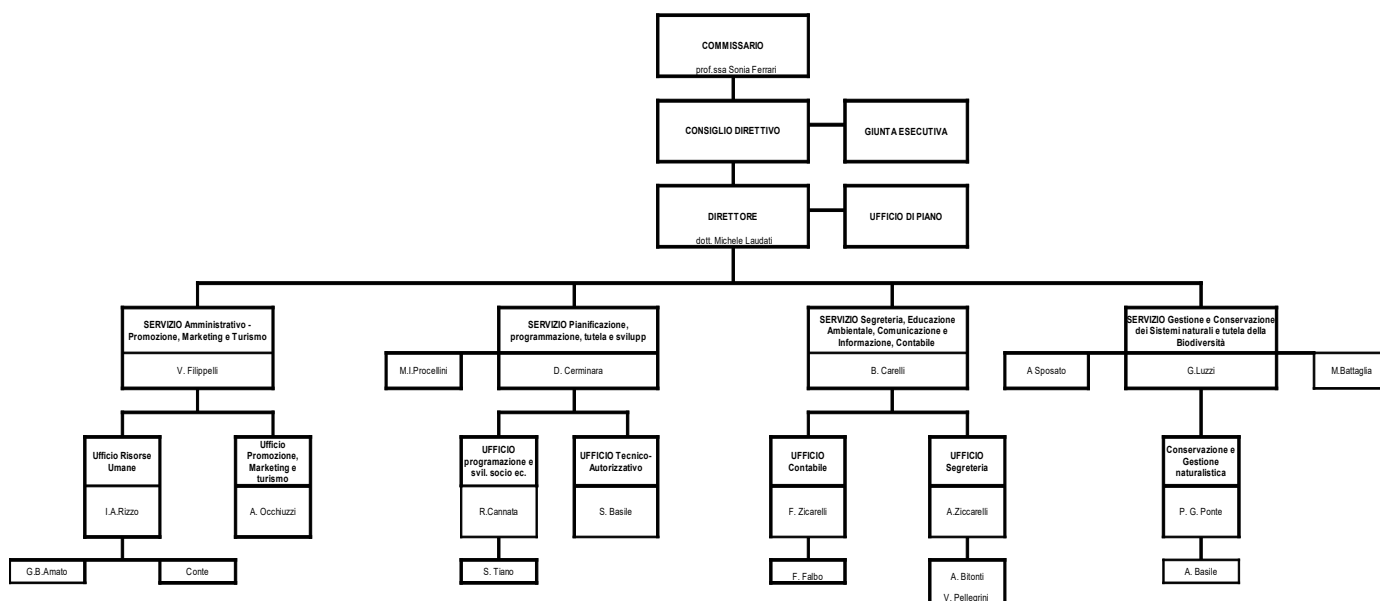 COMMISSARIO
prof.ssa Sonia Ferrari
CONSIGLIO DIRETTIVO
GIUNTA ESECUTIVA
DIRETTORE
dott. Michele Laudati
UFFICIO DI PIANO
SERVIZIO Amministrativo -
Promozione, Marketing e Turismo
V. Filippelli
SERVIZIO Pianificazione,
programmazione, tutela e svilupp
M.I.Procellini
D. Cerminara
SERVIZIO Segreteria, Educazione
Ambientale, Comunicazione e
Informazione, Contabile
B. Carelli
SERVIZIO Gestione e Conservazione
dei Sistemi naturali e tutela della
Biodiversità
A Sposato
G.Luzzi
M.Battaglia
Ufficio Risorse
Umane
I.A.Rizzo
Ufficio
Promozione,
Marketing e
turismo
A. Occhiuzzi
UFFICIO
programazione e
svil. socio ec.
R.Cannata
UFFICIO Tecnico-
Autorizzativo
S. Basile
UFFICIO
Contabile
F. Zicarelli
UFFICIO
Segreteria
A.Ziccarelli
Conservazione e
Gestione
naturalistica
P. G. Ponte
G.B.Amato
Conte
S. Tiano
F. Falbo
A. Bitonti
V. Pellegrini
A. Basile